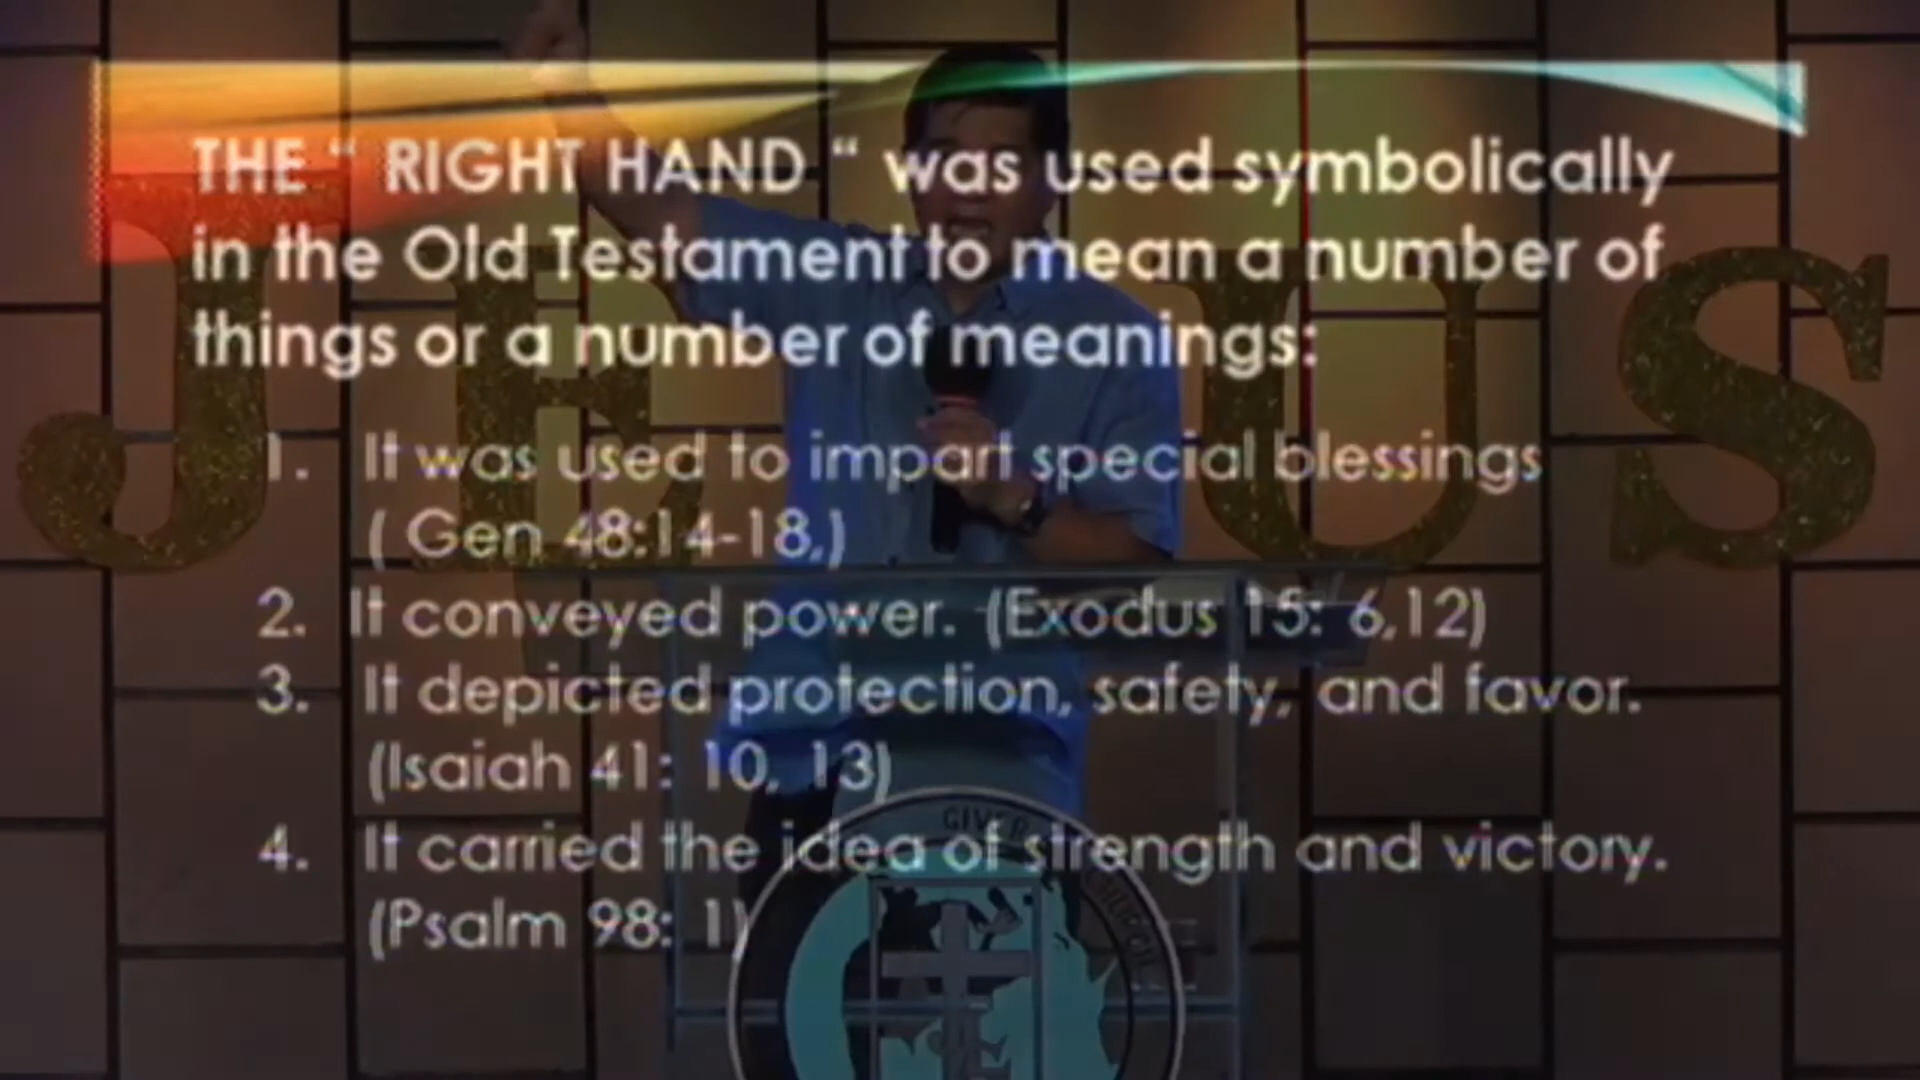 THE “ RIGHT HAND “ was used symbolically
in the Old Testament to mean a number of
things or a number of meanings:
1. It was used to impart special blessings
( Gen 48:14-18,)
2. It conveyed power. (Exodus 15: 6,12)
3. It depicted protection, safety, and favor.
(Isaiah 41: 10, 13)
4. It carried the idea of strength and victory.
(Psalm 98: 1)
JESUS